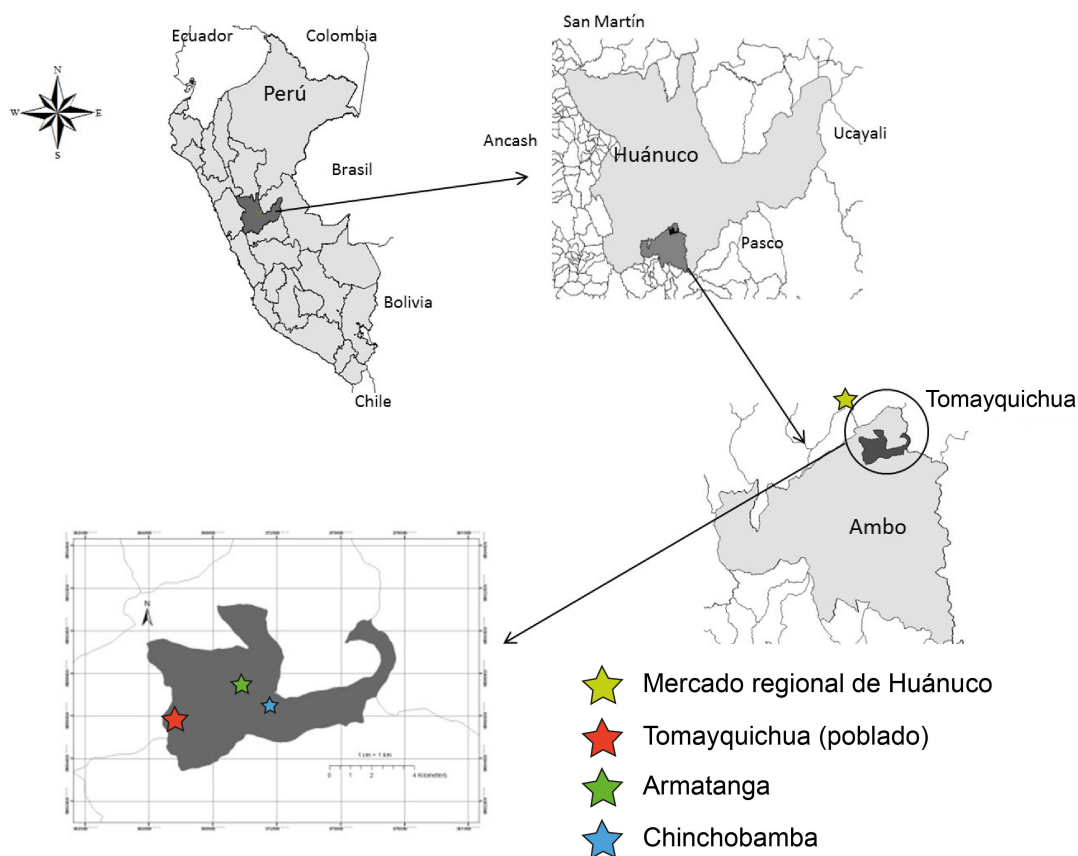 Ecuador
Colombia
N
W
E
S
Perú
Brasil
Bolivia
Chile
San Martín
Ancash
Huánuco
Ucayali
Pasco
Tomayquichua
Ambo
N
1 cm = 1 km
0 1 2 4 Kilometers
Mercado regional de Huánuco
Tomayquichua (poblado)
Armatanga
Chinchobamba